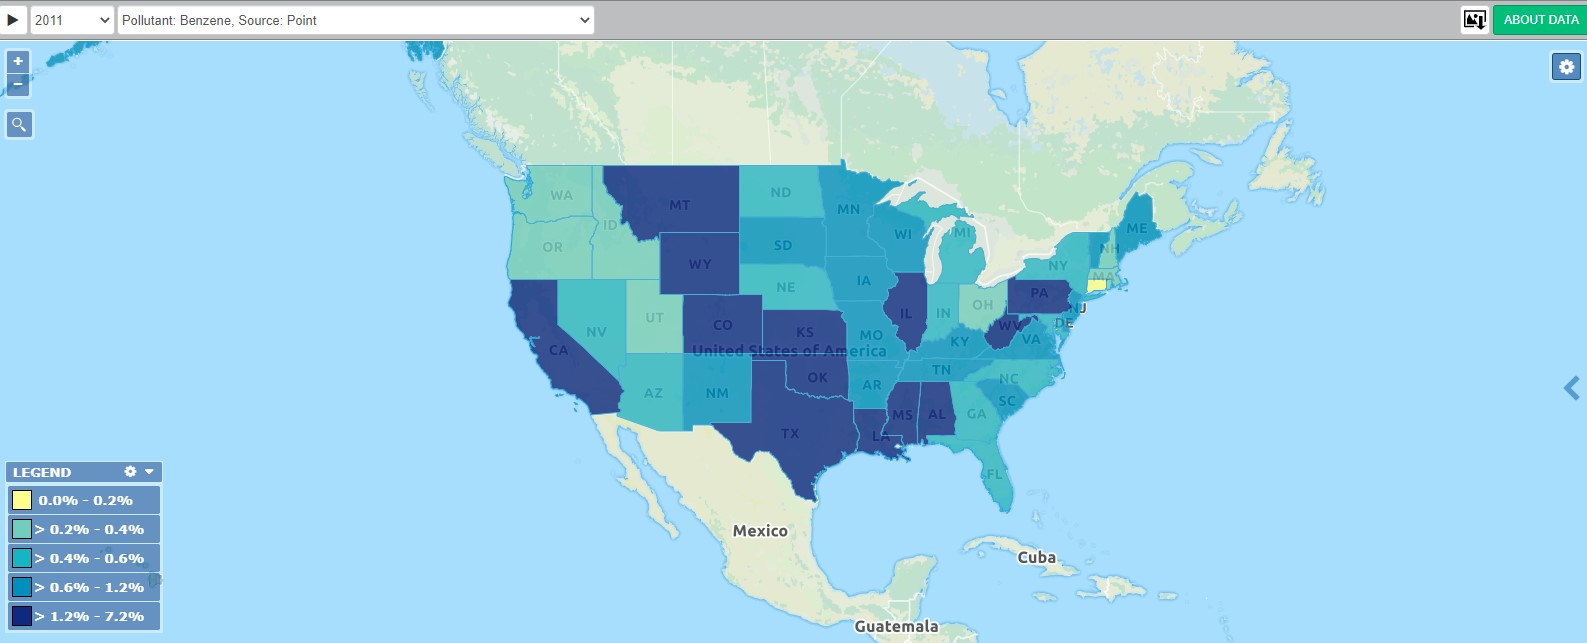 2011
Pollutant: Benzene, Source: Point
ABOUT DATA
+
−
WA
MT
ND
MN
OR
ID
SD
WI
MI
ME
NH
WY
NE
IA
NY
MA
NV
UT
CO
KS
IL
IN
OH
PA
NJ
CA
MO
KY
WV
VA
DE
United States of America
AZ
NM
OK
AR
TN
NC
SC
TX
LA
MS
AL
GA
FL
LEGEND
0.0% - 0.2%
> 0.2% - 0.4%
> 0.4% - 0.6%
> 0.6% - 1.2%
> 1.2% - 7.2%
Mexico
Cuba
Guatemala